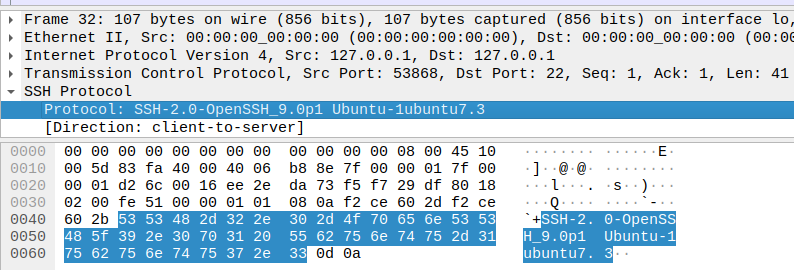 Frame 32: 107 bytes on wire (856 bits), 107 bytes captured (856 bits) on interface lo,
Ethernet II, Src: 00:00:00_00:00:00 (00:00:00:00:00:00), Dst: 00:00:00_00:00:00 (00:00
Internet Protocol Version 4, Src: 127.0.0.1, Dst: 127.0.0.1
Transmission Control Protocol, Src Port: 53868, Dst Port: 22, Seq: 1, Ack: 1, Len: 41
SSH Protocol
Protocol: SSH-2.0-OpenSSH_9.0p1 Ubuntu-1ubuntu7.3
[Direction: client-to-server]
0000 00 00 00 00 00 00 00 00 00 00 00 00 08 00 45 10 ········ ······E·
0010 00 5d 83 fa 40 00 40 06 b8 8e 7f 00 00 01 7f 00 ·]··@·@· ········
0020 00 01 d2 6c 00 16 ee 2e da 73 f5 f7 29 df 80 18 ···l···. ·s··)···
0030 02 00 fe 51 00 00 01 01 08 0a f2 ce 60 2d f2 ce ···Q···· ····`-··
0040 60 2b 53 53 48 2d 32 2e 30 2d 4f 70 65 6e 53 53 `+SSH-2. 0-OpenSS
0050 48 5f 39 2e 30 70 31 20 55 62 75 6e 74 75 2d 31 H_9.0p1 Ubuntu-1
0060 75 62 75 6e 74 75 37 2e 33 0d 0a ubuntu7. 3··